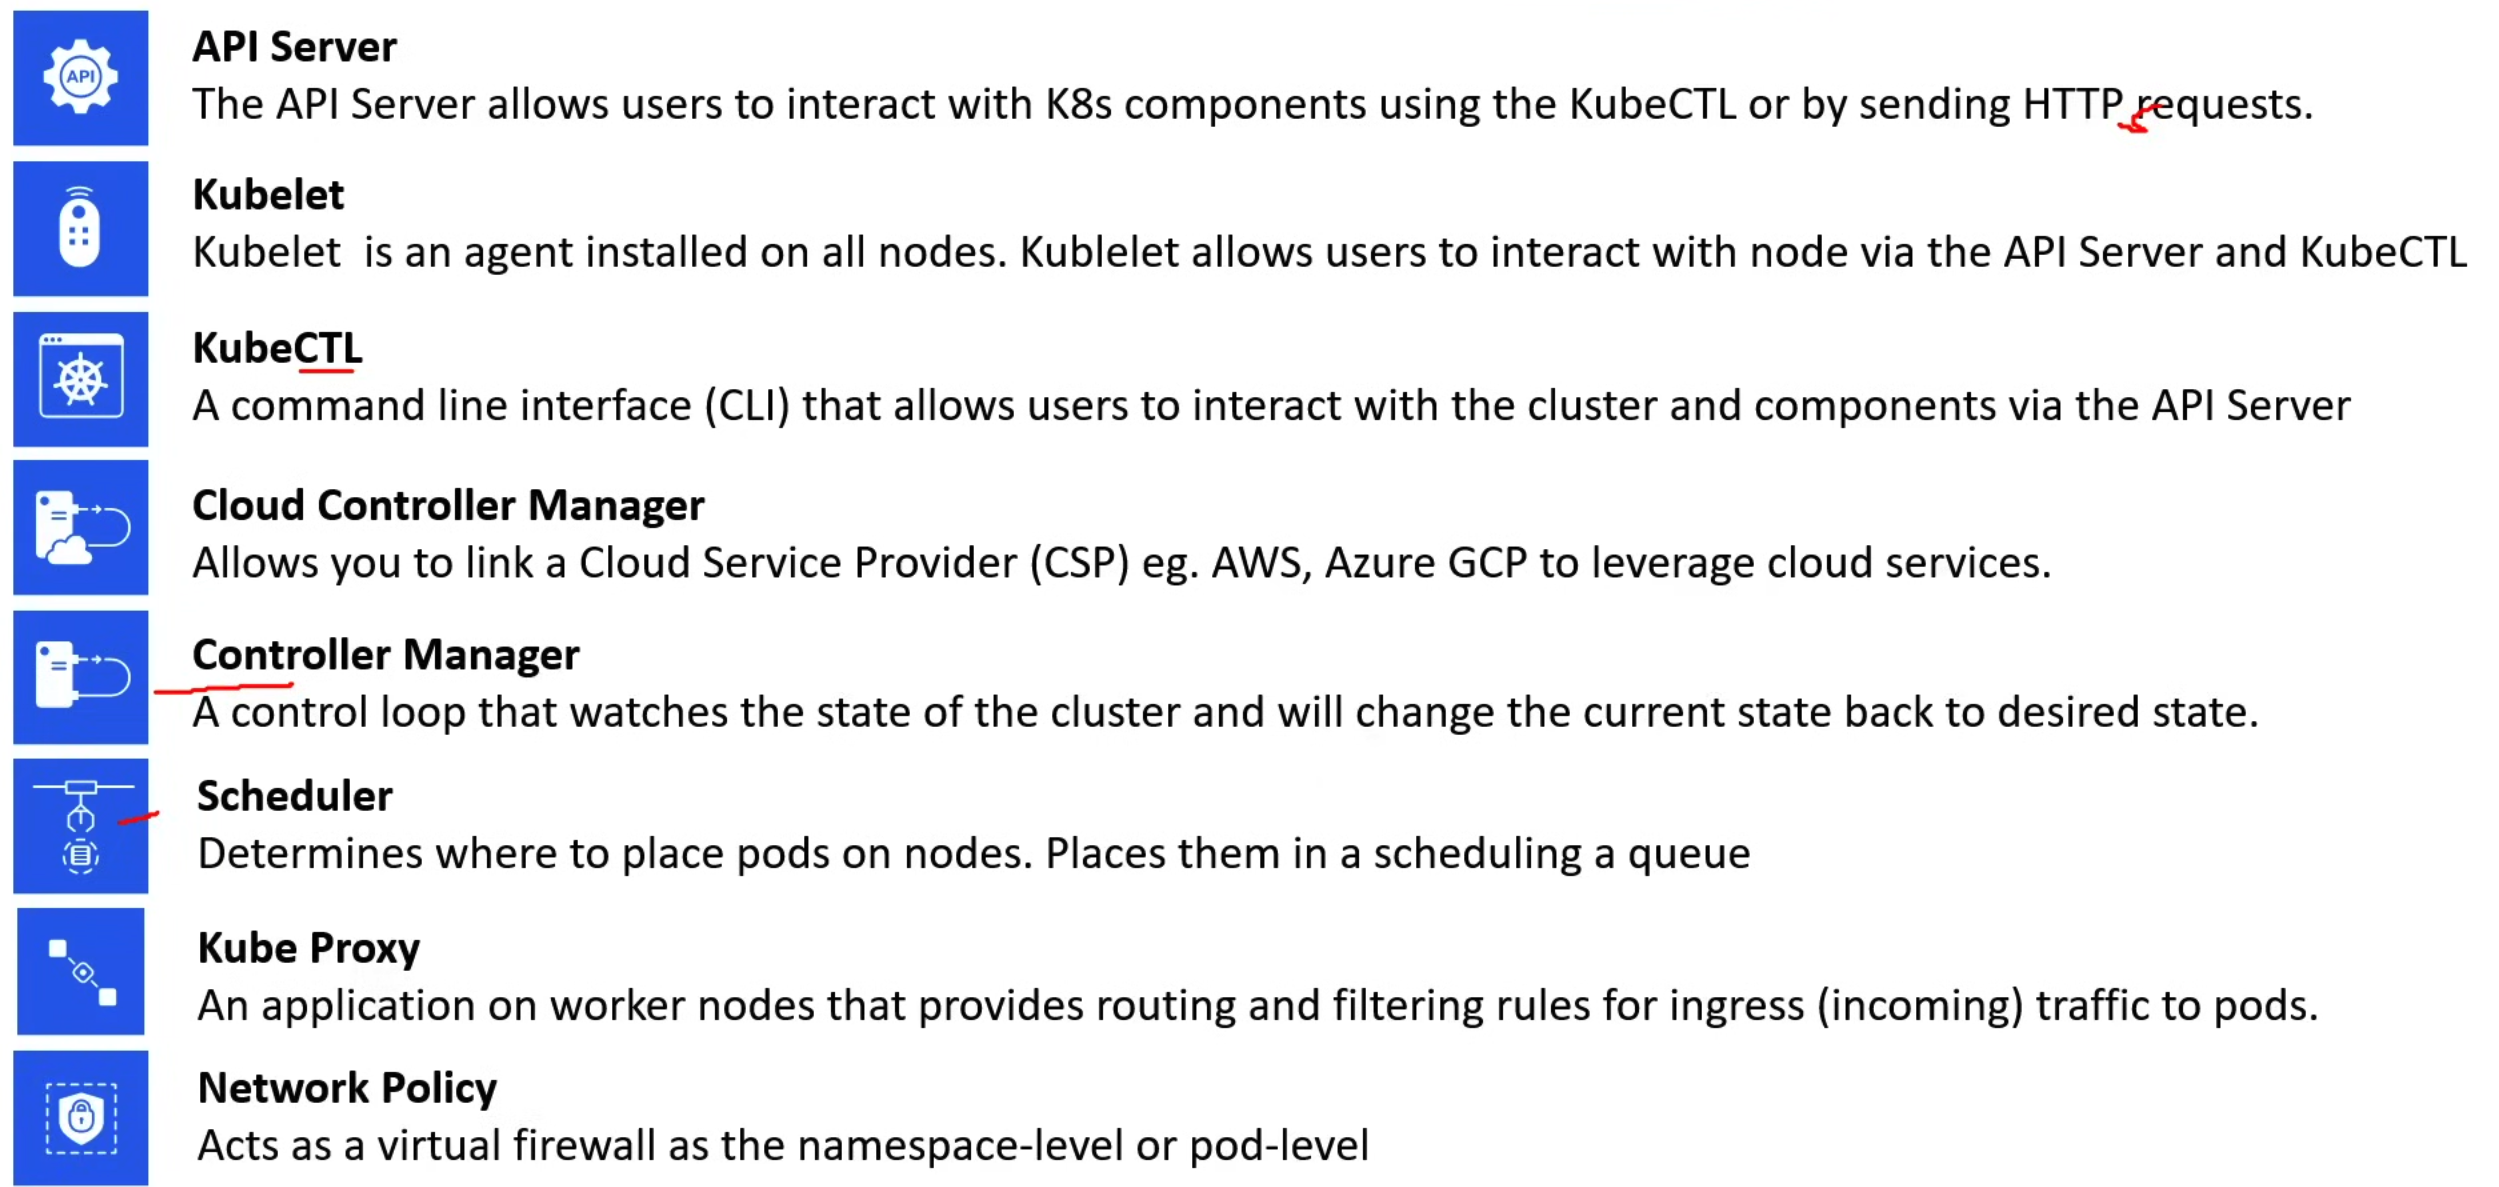 API
API Server
The API Server allows users to interact with K8s components using the KubeCTL or by sending HTTP requests.
Kubelet
Kubelet  is an agent installed on all nodes. Kublelet allows users to interact with node via the API Server and KubeCTL
KubeCTL
A command line interface (CLI) that allows users to interact with the cluster and components via the API Server
Cloud Controller Manager
Allows you to link a Cloud Service Provider (CSP) eg. AWS, Azure GCP to leverage cloud services.
Controller Manager
A control loop that watches the state of the cluster and will change the current state back to desired state.
Scheduler
Determines where to place pods on nodes. Places them in a scheduling a queue
Kube Proxy
An application on worker nodes that provides routing and filtering rules for ingress (incoming) traffic to pods.
Network Policy
Acts as a virtual firewall as the namespace-level or pod-level